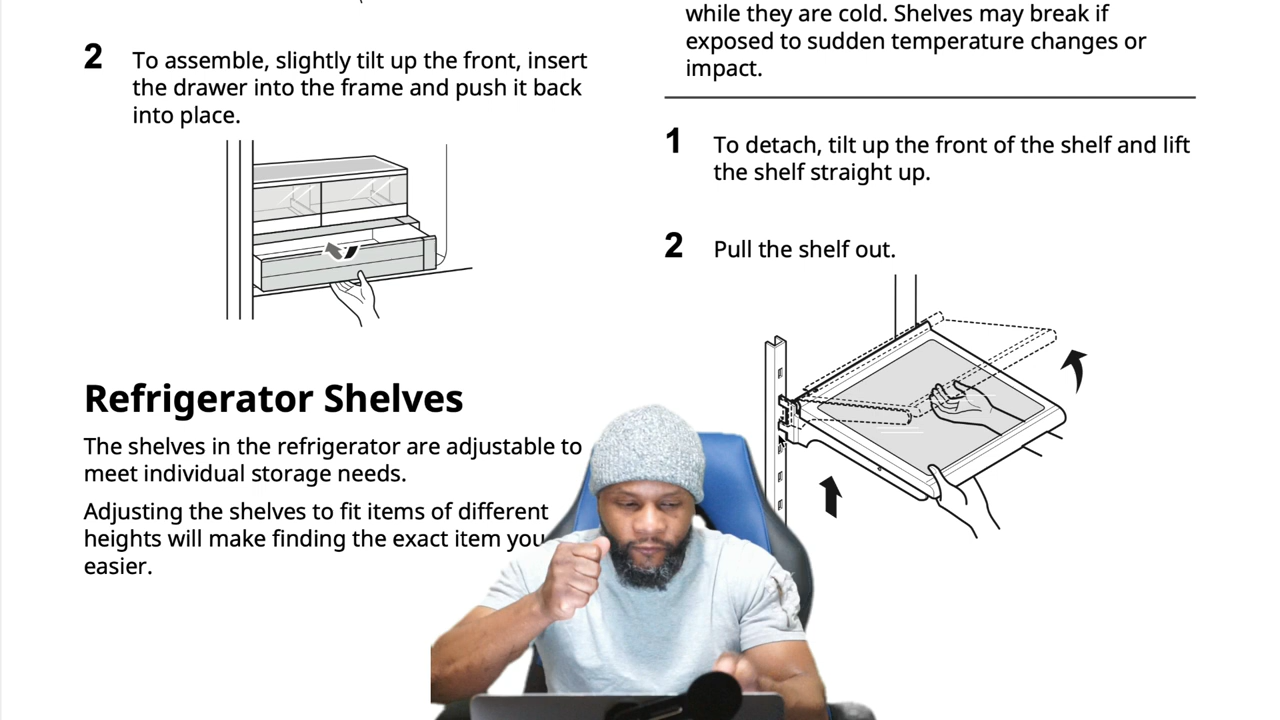 2 To assemble, slightly tilt up the front, insert
the drawer into the frame and push it back
into place.
Refrigerator Shelves
The shelves in the refrigerator are adjustable to
meet individual storage needs.
Adjusting the shelves to fit items of different
heights will make finding the exact item you
easier.
while they are cold. Shelves may break if
exposed to sudden temperature changes or
impact.
1 To detach, tilt up the front of the shelf and lift
the shelf straight up.
2 Pull the shelf out.